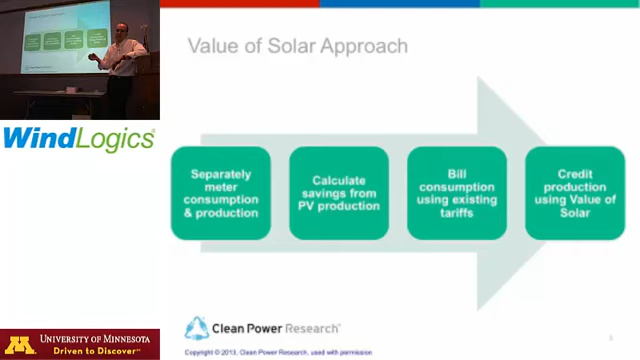 Value of Solar Approach
WindLogics
Separately
meter
consumption
& production
Calculate
savings from
PV production
Bill
consumption
using existing
tariffs
Credit
production
using Value of
Solar
Clean Power Research
UNIVERSITY OF MINNESOTA
Driven to Discover
Copyright © 2013, Clean Power Research, used with permission